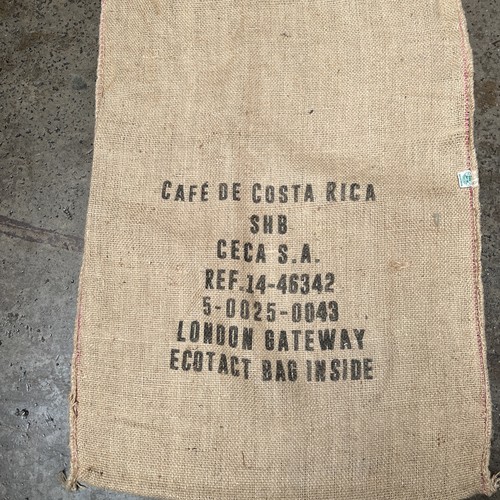 CAFÉ DE COSTA RICA
SHB
CECA S.A.
REF.14-46342
5-0025-0043
LONDON GATEWAY
ECOTACT BAG INSIDE